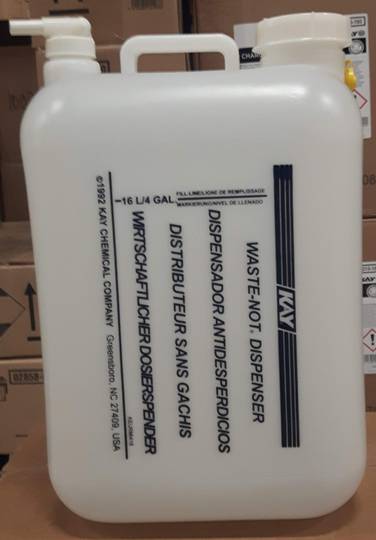 KAY
WASTE-NOT. DISPENSER
DISPENSADOR ANTIDESPERDICIOS
DISTRIBUTEUR SANS GACHIS
WIRTSCHAFTLICHER DOSIERSPENDER
–16 L/4 GAL
FILL-LINE/LIGNE DE REMPLISSAGE
MARKIERUNG/NIVEL DE LLENADO
©1992 KAY CHEMICAL COMPANY Greensboro, NC 27409, USA